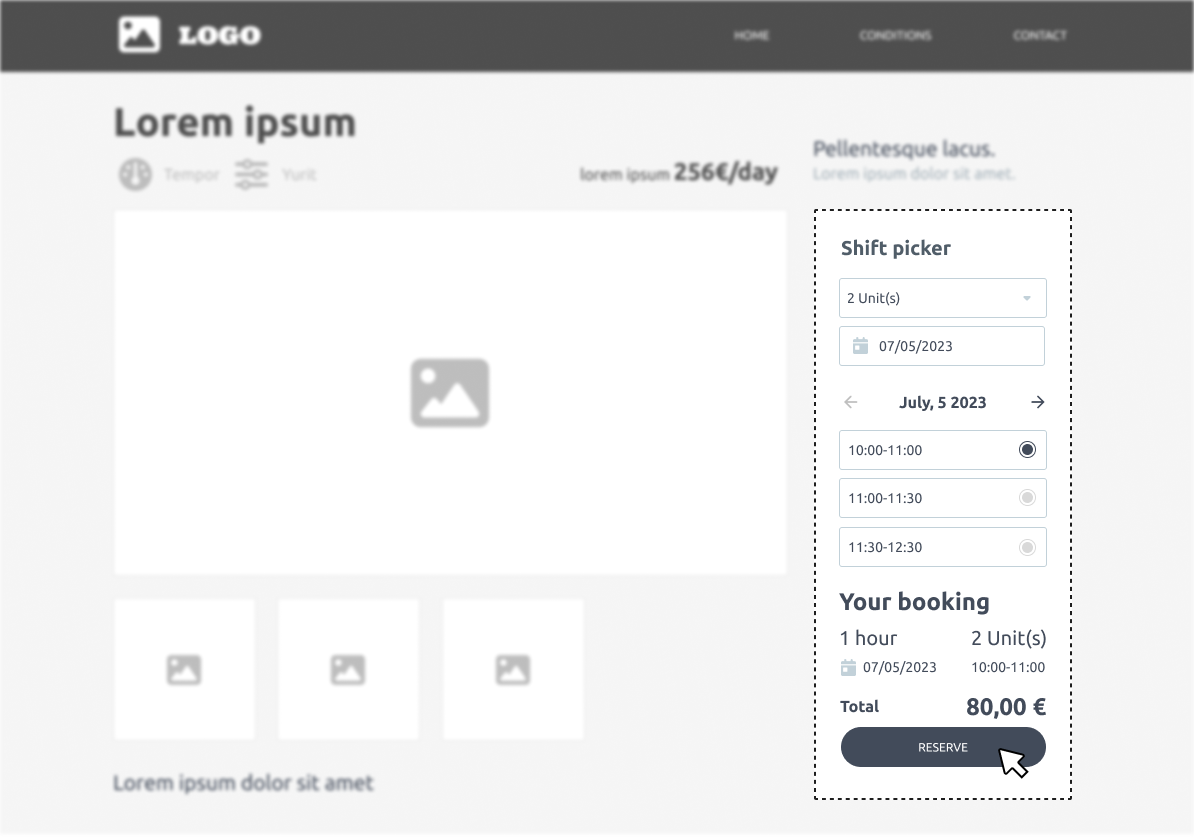 LOGO
HOME CONDITIONS CONTACT
Lorem ipsum
Tempor Yurit
lorem ipsum 256€/day
Pellentesque lacus.
Lorem ipsum dolor sit amet.
Shift picker
2 Unit(s)
07/05/2023
July, 5 2023
10:00-11:00
11:00-11:30
11:30-12:30
Your booking
1 hour 2 Unit(s)
07/05/2023 10:00-11:00
Total 80,00 €
RESERVE
Lorem ipsum dolor sit amet